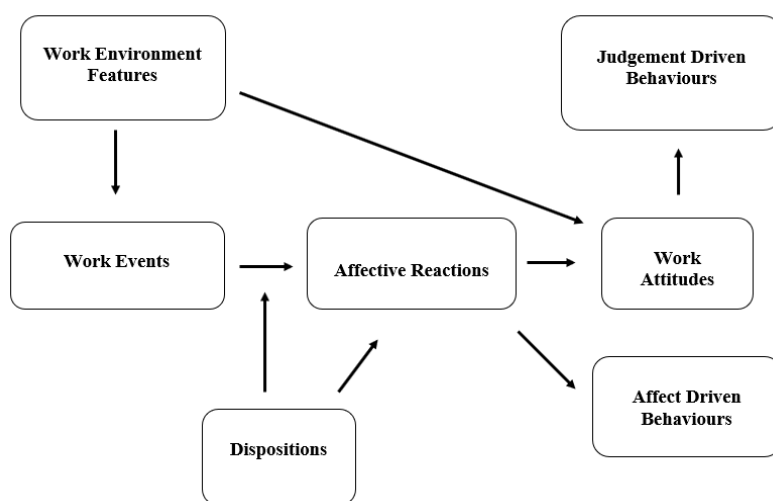 Work Environment
Features
Judgement Driven
Behaviours
Work Events
Affective Reactions
Work
Attitudes
Affect Driven
Behaviours
Dispositions